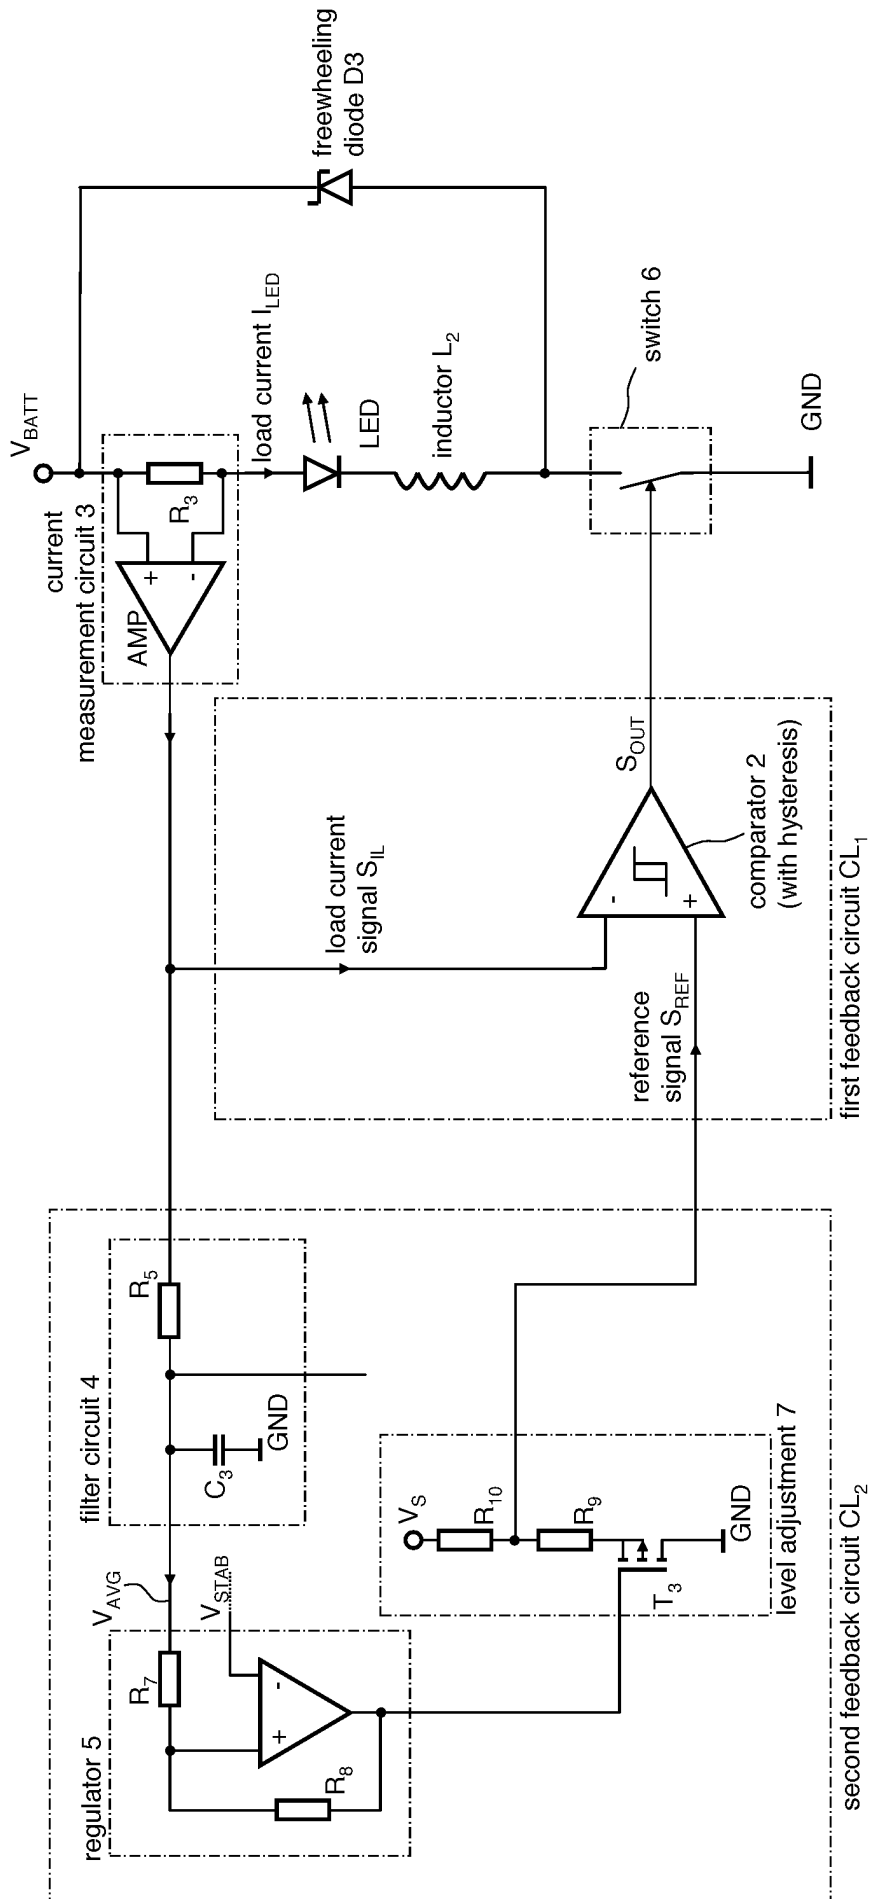 V_BATT
current
measurement circuit 3
AMP
+
-
R_3
load current I_LED
LED
inductor L_2
freewheeling
diode D3
switch 6
GND
S_OUT
load current
signal S_IL
-
+
comparator 2
(with hysteresis)
reference
signal S_REF
first feedback circuit CL_1
filter circuit 4
R_5
C_3
GND
V_AVG
V_STAB
regulator 5
R_7
R_8
+
-
V_S
R_10
R_9
T_3
GND
level adjustment 7
second feedback circuit CL_2